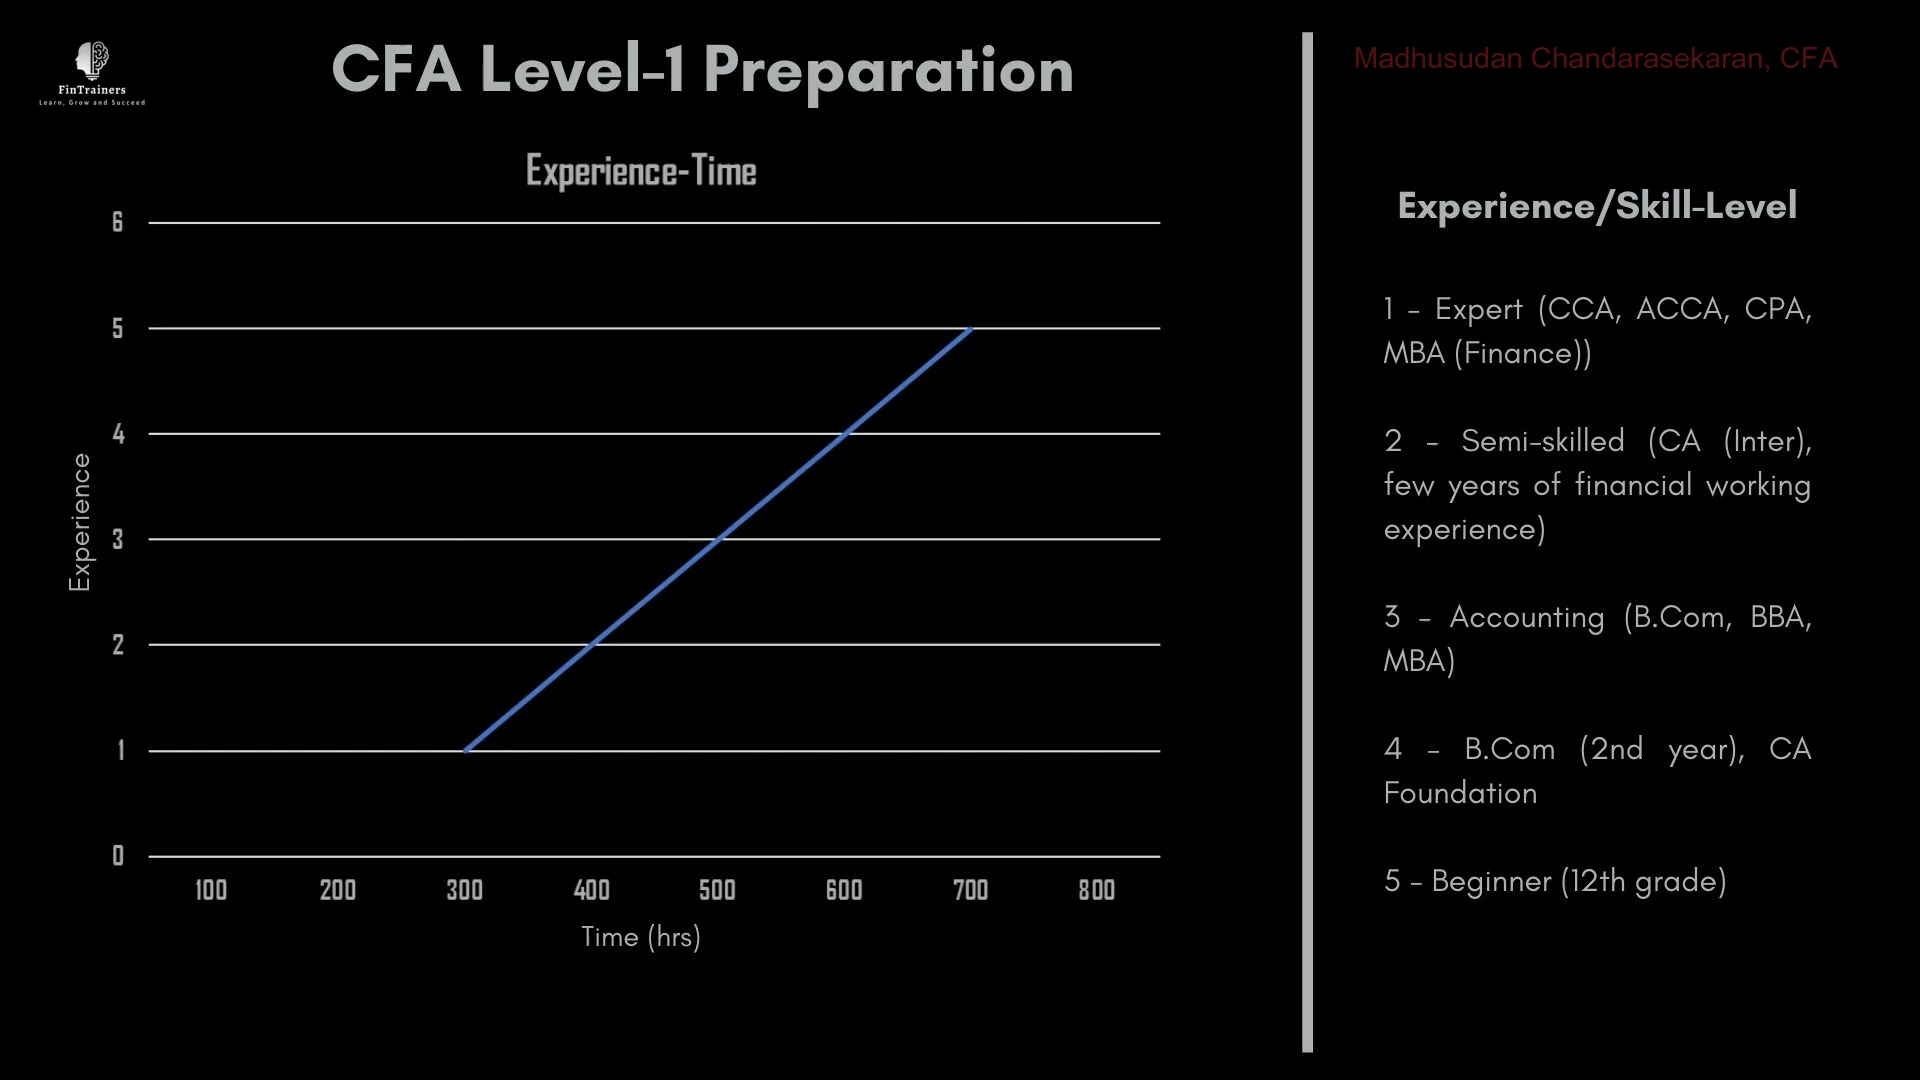 FinTrainers
Learn, Grow and Succeed
CFA Level-1 Preparation
Madhusudan Chandarasekaran, CFA
Experience-Time
6
5
4
3
2
1
0
Experience
100 200 300 400 500 600 700 800
Time (hrs)
Experience/Skill-Level
1 - Expert (CCA, ACCA, CPA,
MBA (Finance))
2 - Semi-skilled (CA (Inter),
few years of financial working
experience)
3 - Accounting (B.Com, BBA,
MBA)
4 - B.Com (2nd year), CA
Foundation
5 - Beginner (12th grade)